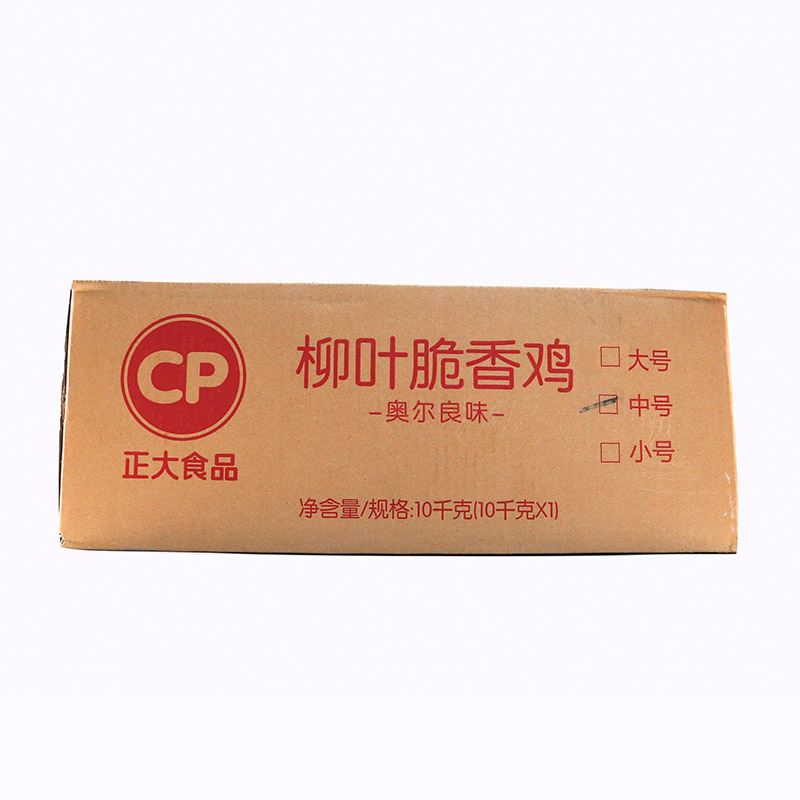 CP
正大食品
柳叶脆香鸡
-奥尔良味-
□大号
□中号
□小号
净含量/规格:10千克(10千克X1)